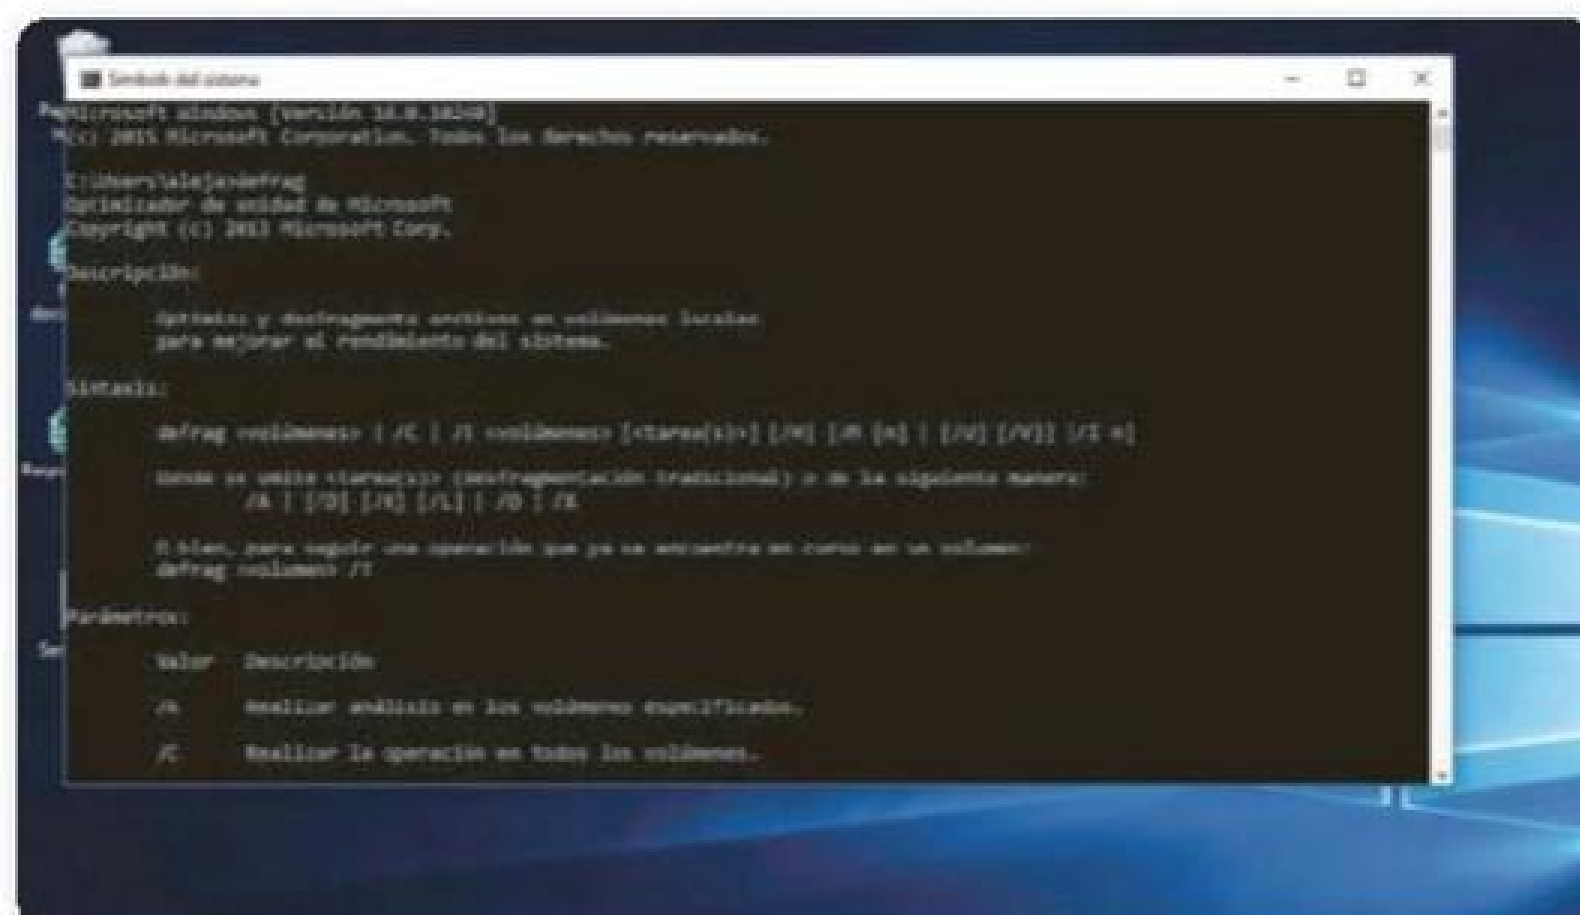 Símbolo del sistema
Microsoft Windows [Versión 10.0.10240]
(c) 2015 Microsoft Corporation. Todos los derechos reservados.
C:\Users\aleja>defrag
Optimizador de unidad de Microsoft
Copyright (c) 2013 Microsoft Corp.
Descripción:
Optimiza y desfragmenta archivos en volúmenes locales
para mejorar el rendimiento del sistema.
Sintaxis:
defrag <volúmenes> | /C | /E <volúmenes> [<tarea(s)>] [/H] [/M [n] | [/U] [/V]] [/I n]
Donde se omite <tarea(s)> (desfragmentación tradicional) o de la siguiente manera:
/A | [/D] [/K] [/L] | /O | /X
O bien, para seguir una operación que ya se encuentra en curso en un volumen:
defrag <volumen> /T
Parámetros:
Valor Descripción
/A Realizar análisis en los volúmenes especificados.
/C Realizar la operación en todos los volúmenes.